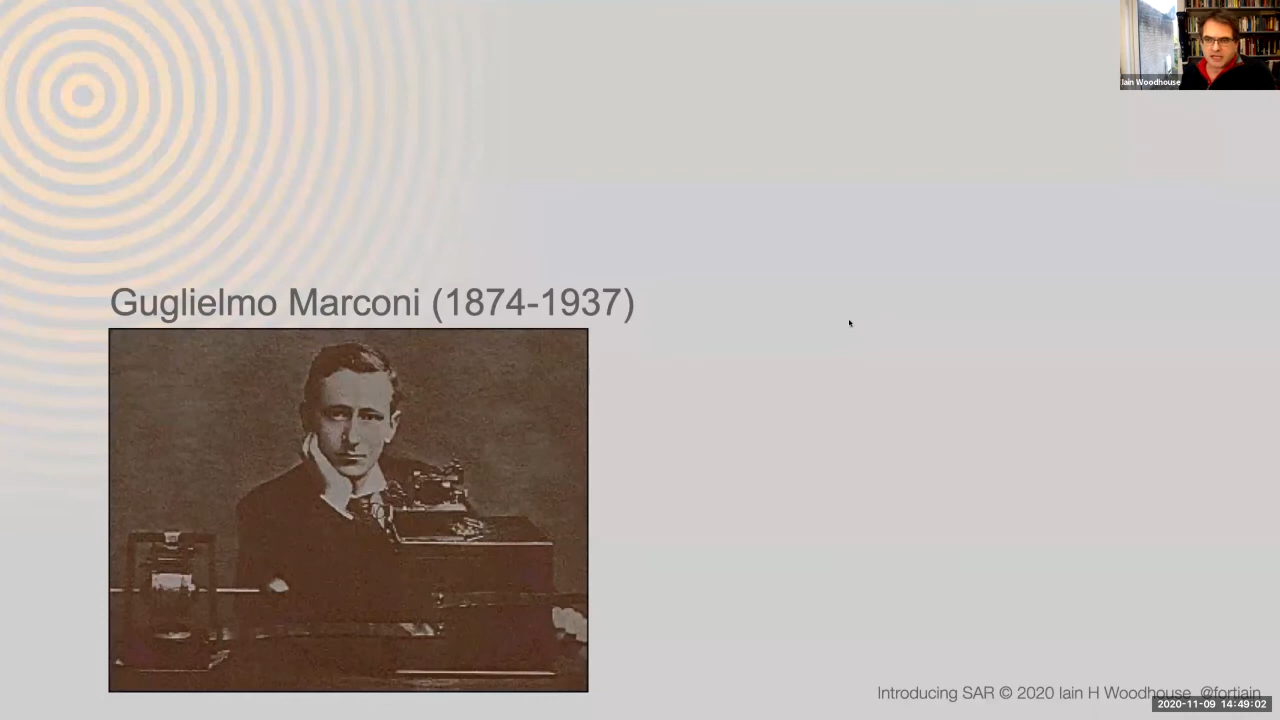 Iain Woodhouse
Guglielmo Marconi (1874-1937)
Introducing SAR © 2020 Iain H Woodhouse @fortiain
2020-11-09 14:49:02